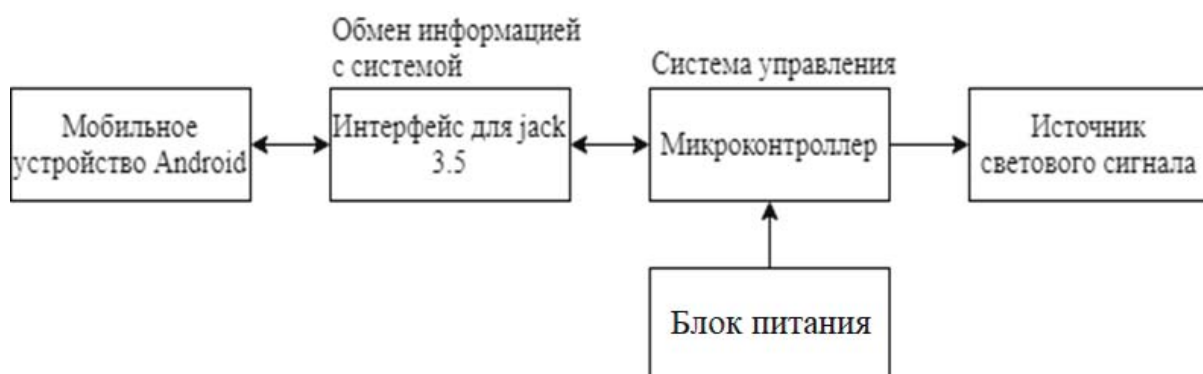 Обмен информацией
с системой
Система управления
Мобильное
устройство Android
Интерфейс для jack
3.5
Микроконтроллер
Источник
светового сигнала
Блок питания